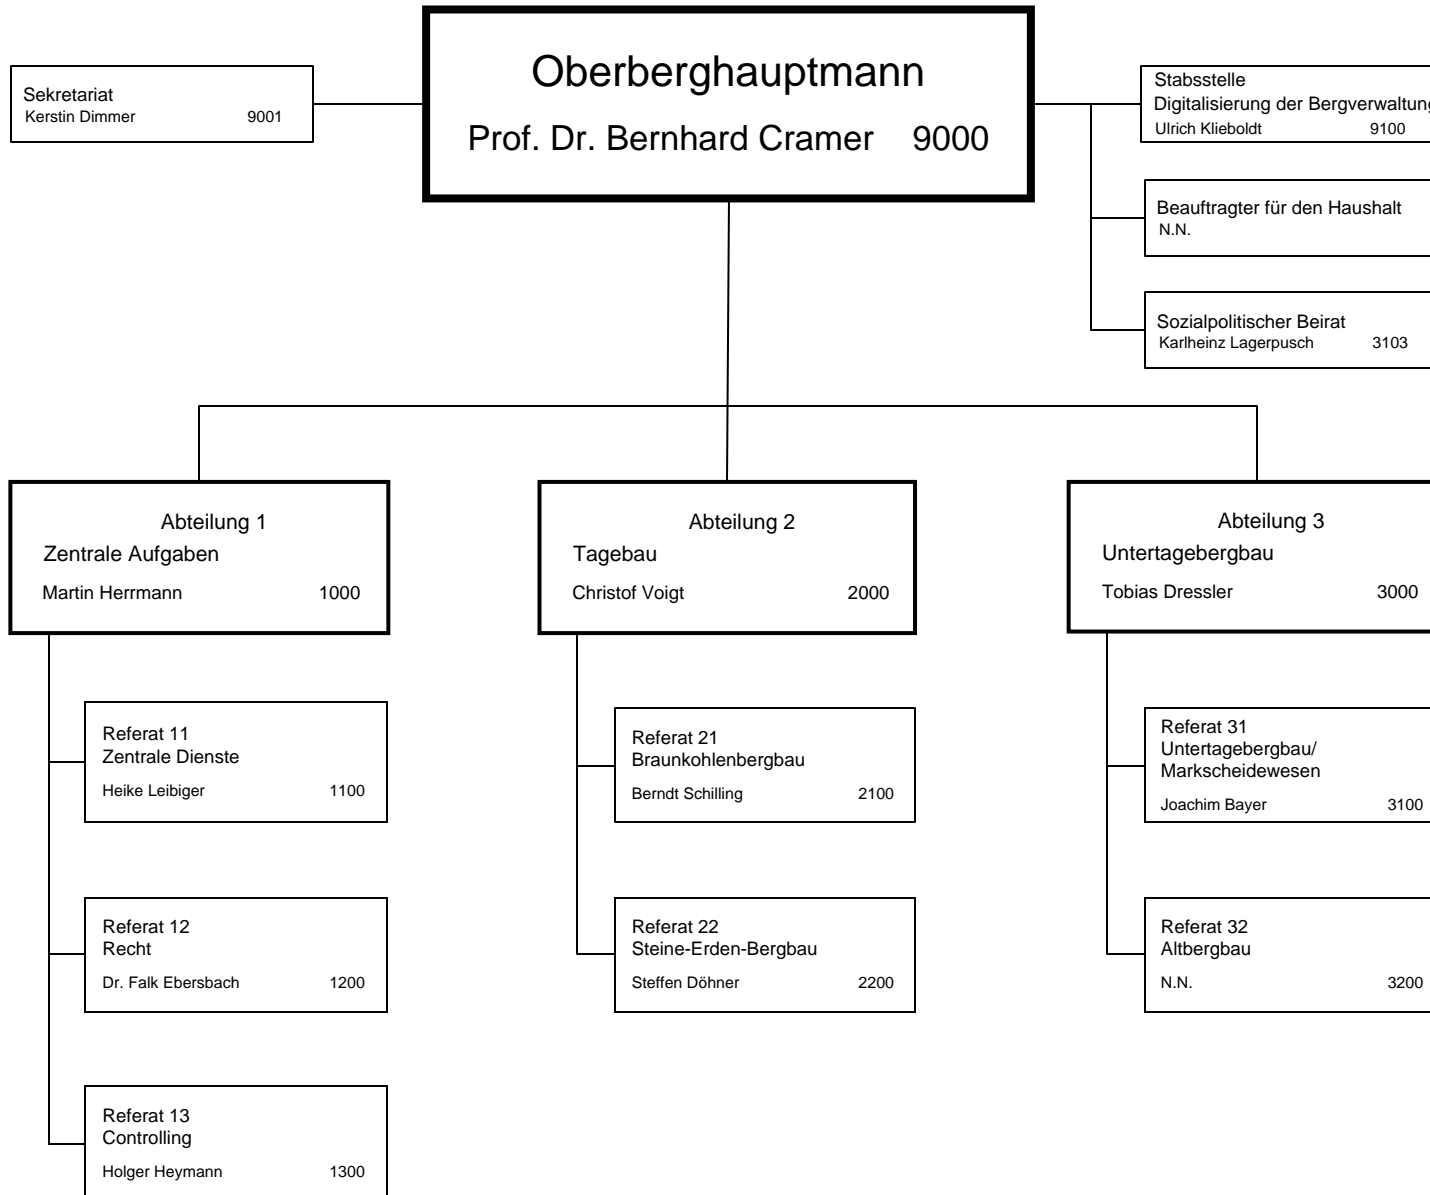 Oberberghauptmann
Prof. Dr. Bernhard Cramer 9000
Sekretariat
Kerstin Dimmer 9001
Stabsstelle
Digitalisierung der Bergverwaltung
Ulrich Klieboldt 9100
Beauftragter für den Haushalt
N.N.
Sozialpolitischer Beirat
Karlheinz Lagerpusch 3103
Abteilung 1
Zentrale Aufgaben
Martin Herrmann 1000
Referat 11
Zentrale Dienste
Heike Leibiger 1100
Referat 12
Recht
Dr. Falk Ebersbach 1200
Referat 13
Controlling
Holger Heymann 1300
Abteilung 2
Tagebau
Christof Voigt 2000
Referat 21
Braunkohlenbergbau
Berndt Schilling 2100
Referat 22
Steine-Erden-Bergbau
Steffen Döhner 2200
Abteilung 3
Untertagebergbau
Tobias Dressler 3000
Referat 31
Untertagebergbau/
Markscheidewesen
Joachim Bayer 3100
Referat 32
Altbergbau
N.N. 3200